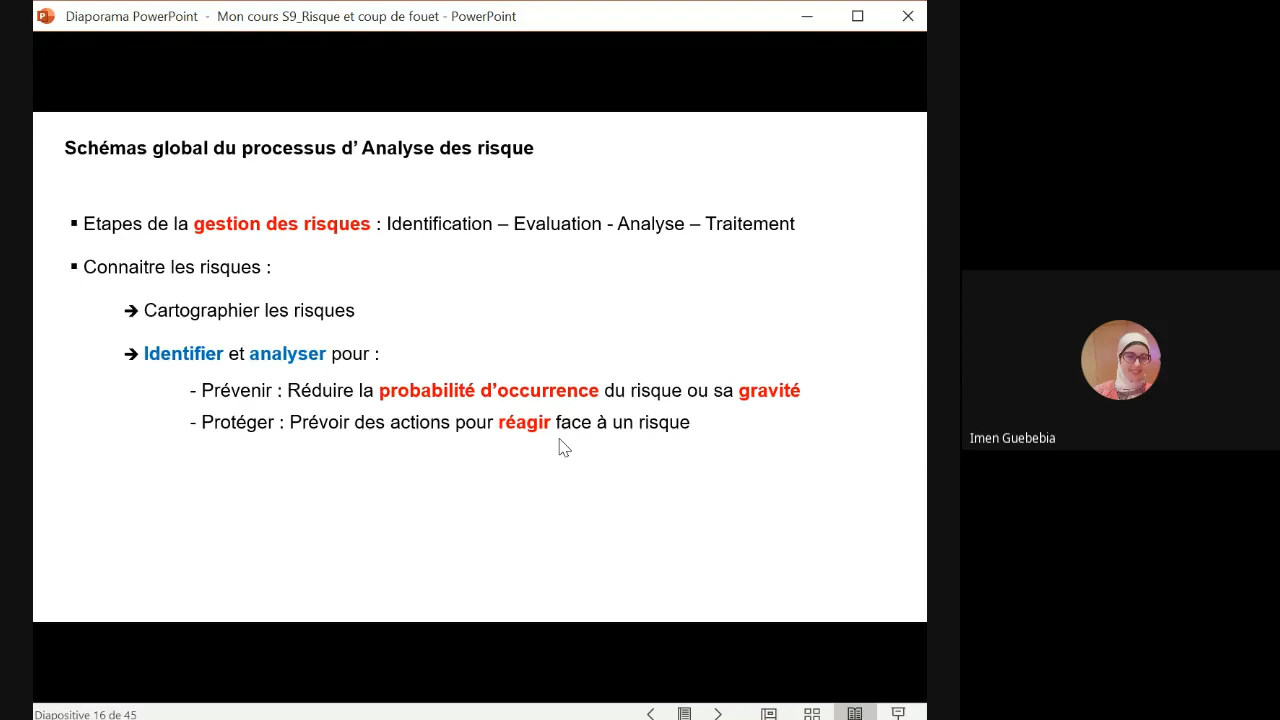 Diaporama PowerPoint - Mon cours S9_Risque et coup de fouet - PowerPoint
Schémas global du processus d' Analyse des risque
▪ Etapes de la gestion des risques : Identification – Evaluation - Analyse – Traitement
▪ Connaitre les risques :
➔ Cartographier les risques
➔ Identifier et analyser pour :
- Prévenir : Réduire la probabilité d'occurrence du risque ou sa gravité
- Protéger : Prévoir des actions pour réagir face à un risque
Imen Guebebia
Diapositive 16 de 45